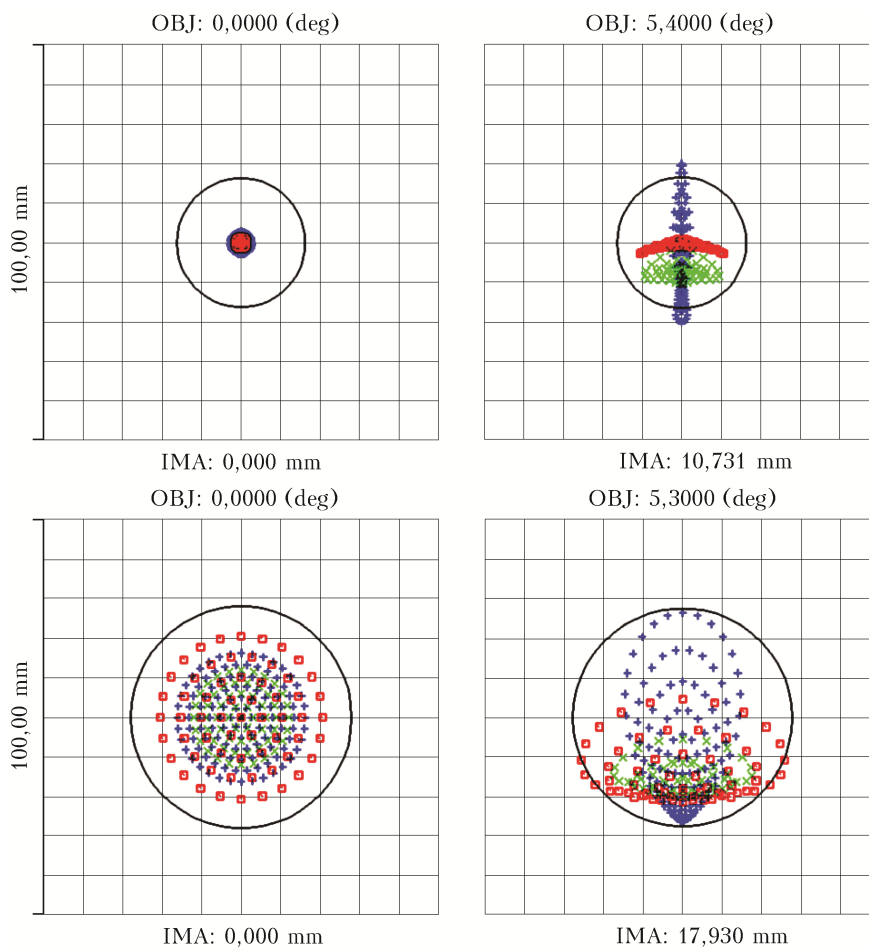 OBJ: 0,0000 (deg)
OBJ: 5,4000 (deg)
100,00 mm
IMA: 0,000 mm
IMA: 10,731 mm
OBJ: 0,0000 (deg)
OBJ: 5,3000 (deg)
100,00 mm
IMA: 0,000 mm
IMA: 17,930 mm